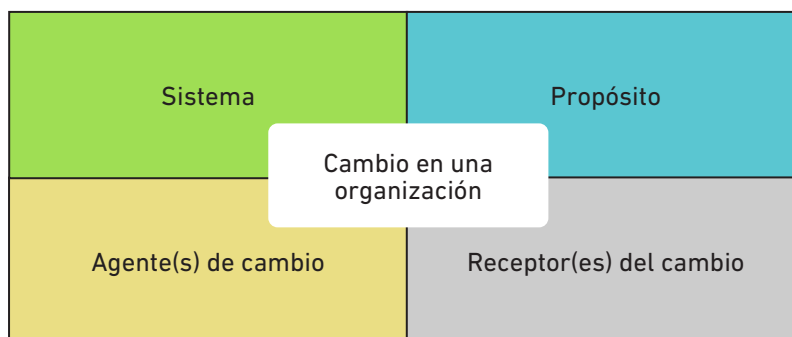 Sistema
Propósito
Cambio en una
organización
Agente(s) de cambio
Receptor(es) del cambio